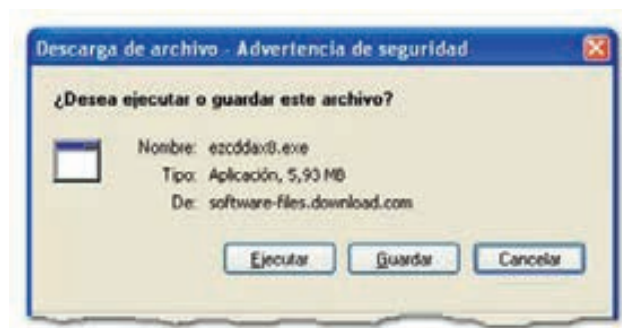 Descarga de archivo - Advertencia de seguridad
¿Desea ejecutar o guardar este archivo?
Nombre: ezcddax8.exe
Tipo: Aplicación, 5,93 MB
De: software-files.download.com
Ejecutar Guardar Cancelar